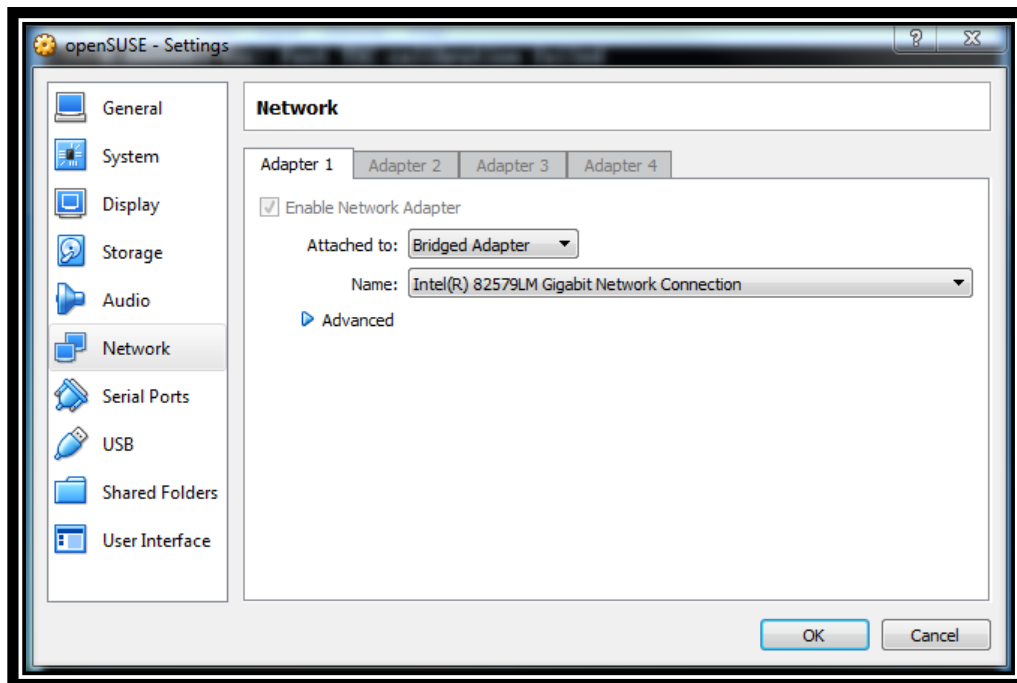 openSUSE - Settings
General
System
Display
Storage
Audio
Network
Serial Ports
USB
Shared Folders
User Interface
Network
Adapter 1 Adapter 2 Adapter 3 Adapter 4
Enable Network Adapter
Attached to: Bridged Adapter
Name: Intel(R) 82579LM Gigabit Network Connection
Advanced
OK Cancel